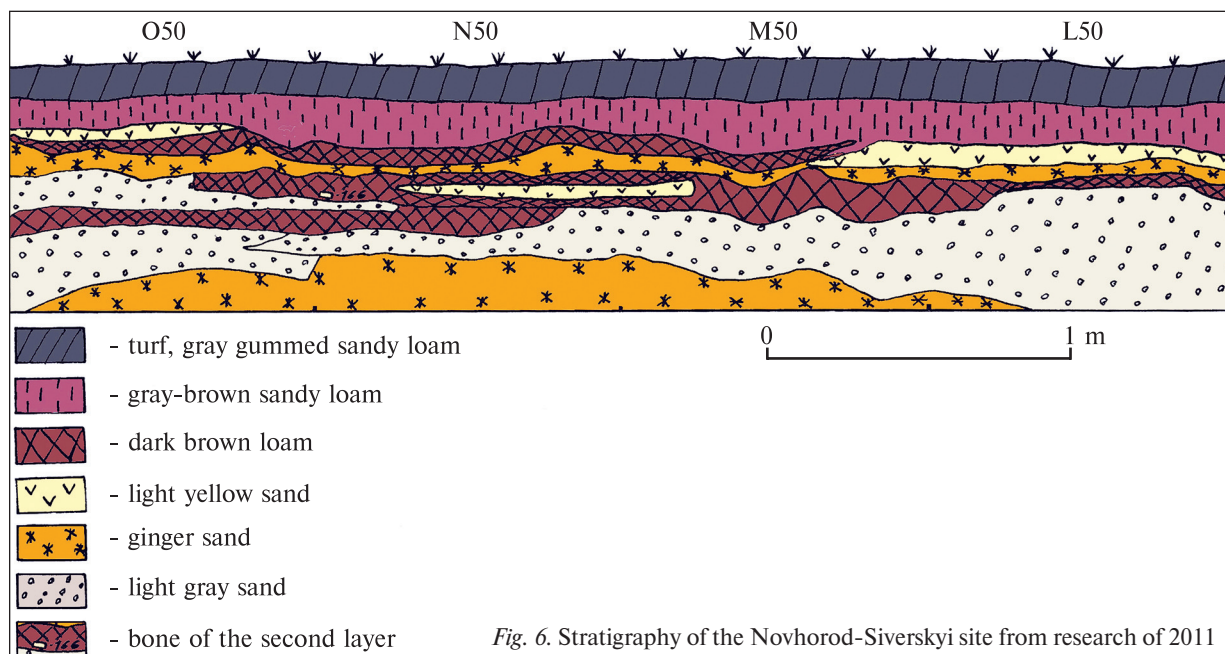 O50 N50 M50 L50
-166
- turf, gray gummed sandy loam
0 1 m
- gray-brown sandy loam
- dark brown loam
- light yellow sand
- ginger sand
- light gray sand
-166
- bone of the second layer
Fig. 6. Stratigraphy of the Novhorod-Siverskyi site from research of 2011